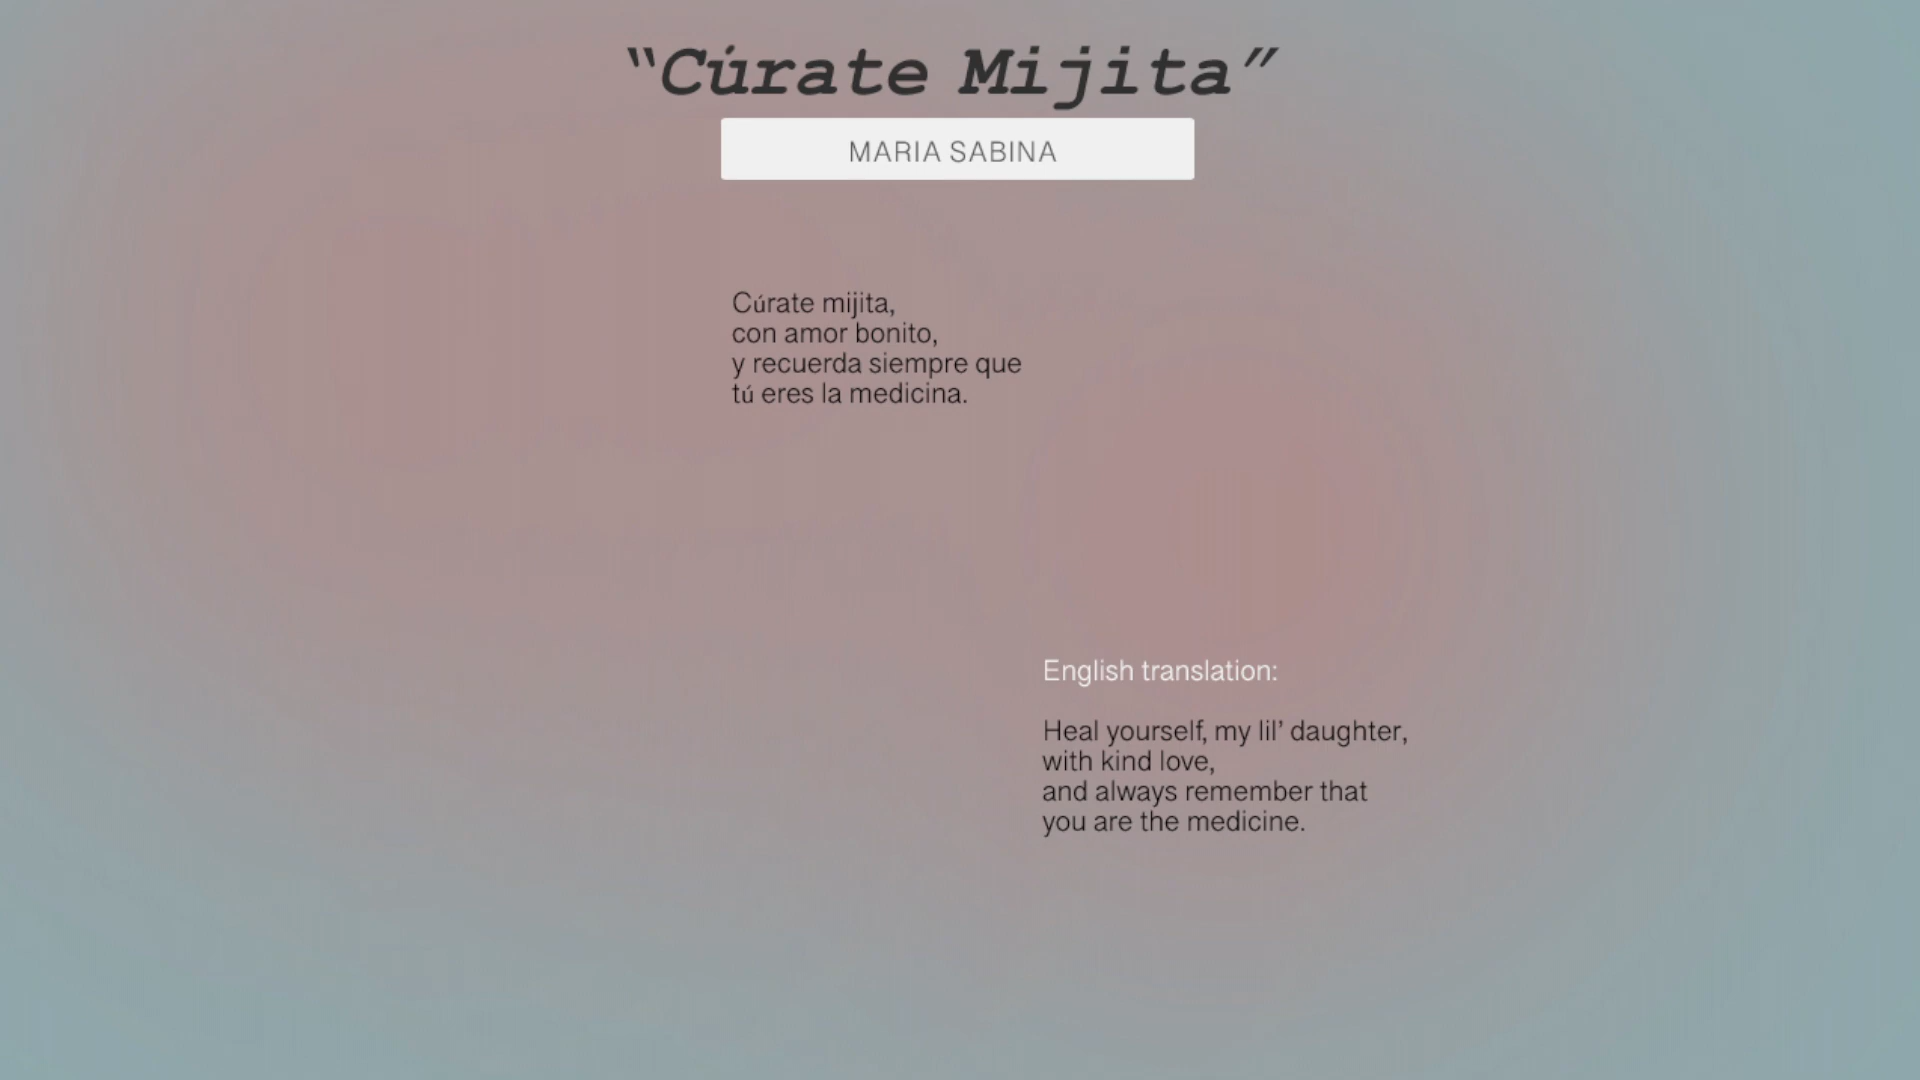 “Cúrate Mijita”
MARIA SABINA
Cúrate mijita,
con amor bonito,
y recuerda siempre que
tú eres la medicina.
English translation:
Heal yourself, my lil’ daughter,
with kind love,
and always remember that
you are the medicine.